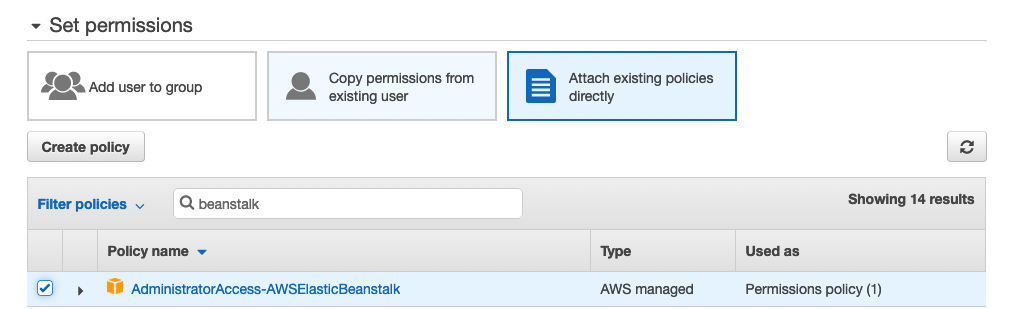 Set permissions
Add user to group
Copy permissions from
existing user
Attach existing policies
directly
Create policy
Filter policies
beanstalk
Showing 14 results
Policy name
Type
Used as
AdministratorAccess-AWSElasticBeanstalk
AWS managed
Permissions policy (1)